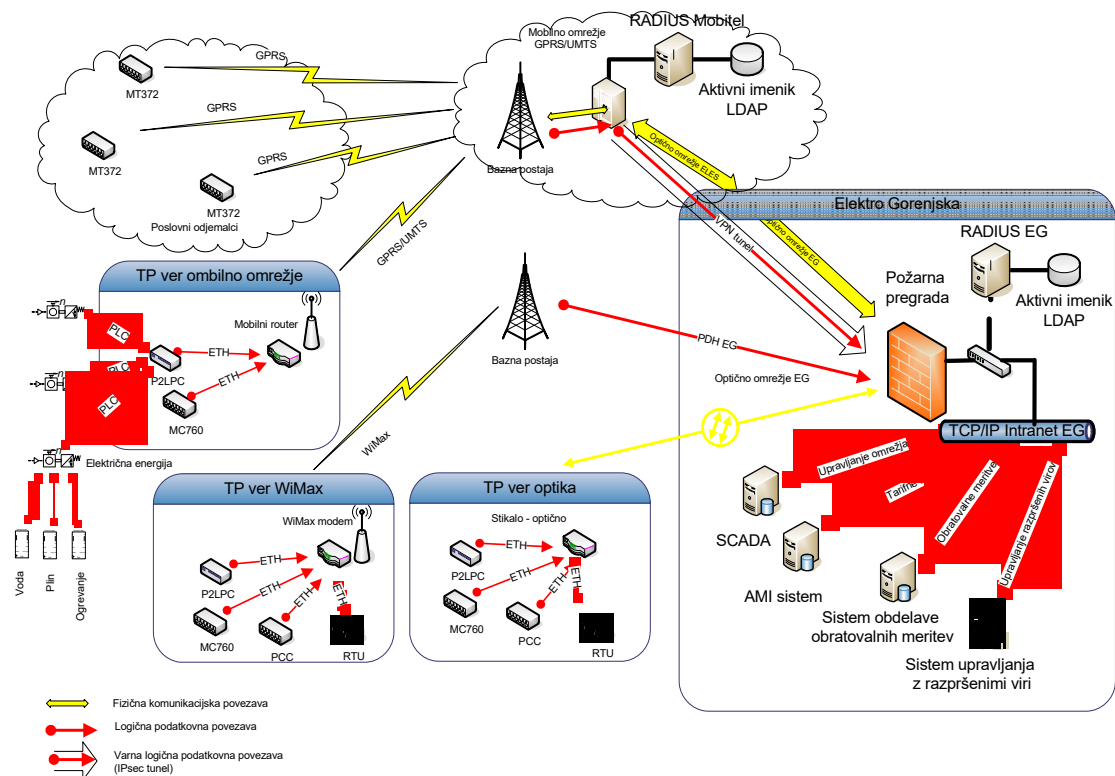 RADIUS Mobitel
Mobilno omrežje
GPRS/UMTS
Aktivni imenik
LDAP
GPRS
MT372
GPRS
MT372
GPRS
MT372
Poslovni odjemalci
Bazna postaja
Optično omrežje ELES
VPN tunel
Optično omrežje EG
GPRS/UMTS
Elektro Gorenjska
RADIUS EG
Požarna
pregrada
Aktivni imenik
LDAP
TP ver ombilno omrežje
Mobilni router
PLC
PLC
PLC
ETH
ETH
P2LPC
MC760
Bazna postaja
PDH EG
Optično omrežje EG
WiMax
TCP/IP Intranet EG
Električna energija
Voda
Plin
Ogrevanje
TP ver WiMax
WiMax modem
ETH
ETH
ETH
ETH
P2LPC
MC760
PCC
RTU
TP ver optika
Stikalo - optično
ETH
ETH
ETH
ETH
P2LPC
MC760
PCC
RTU
Upravljanje omrežja
Tarifne
Obratovalne meritve
Upravljanje razpršenih virov
SCADA
AMI sistem
Sistem obdelave
obratovalnih meritev
Sistem upravljanja
z razpršenimi viri
Fizična komunikacijska povezava
Logična podatkovna povezava
Varna logična podatkovna povezava
(IPsec tunel)